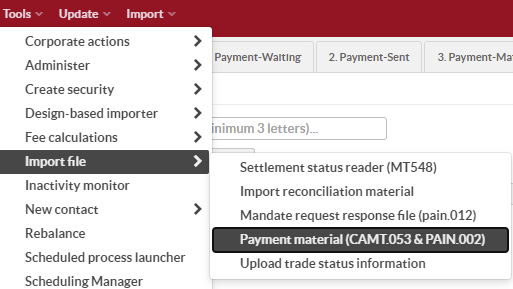 Tools Update Import
Corporate actions
Administer
Create security
Design-based importer
Fee calculations
Import file
Inactivity monitor
New contact
Rebalance
Scheduled process launcher
Scheduling Manager
Payment-Waiting 2. Payment-Sent 3. Payment-Ma
inimum 3 letters)...
Settlement status reader (MT548)
Import reconciliation material
Mandate request response file (pain.012)
Payment material (CAMT.053 & PAIN.002)
Upload trade status information